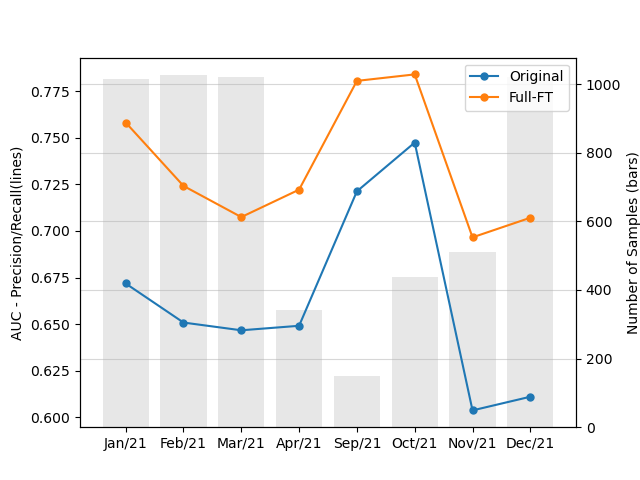 Original
Full-FT
AUC - Precision/Recall(lines)
0.775
0.750
0.725
0.700
0.675
0.650
0.625
0.600
1000
800
600
400
200
0
Number of Samples (bars)
Jan/21 Feb/21 Mar/21 Apr/21 Sep/21 Oct/21 Nov/21 Dec/21